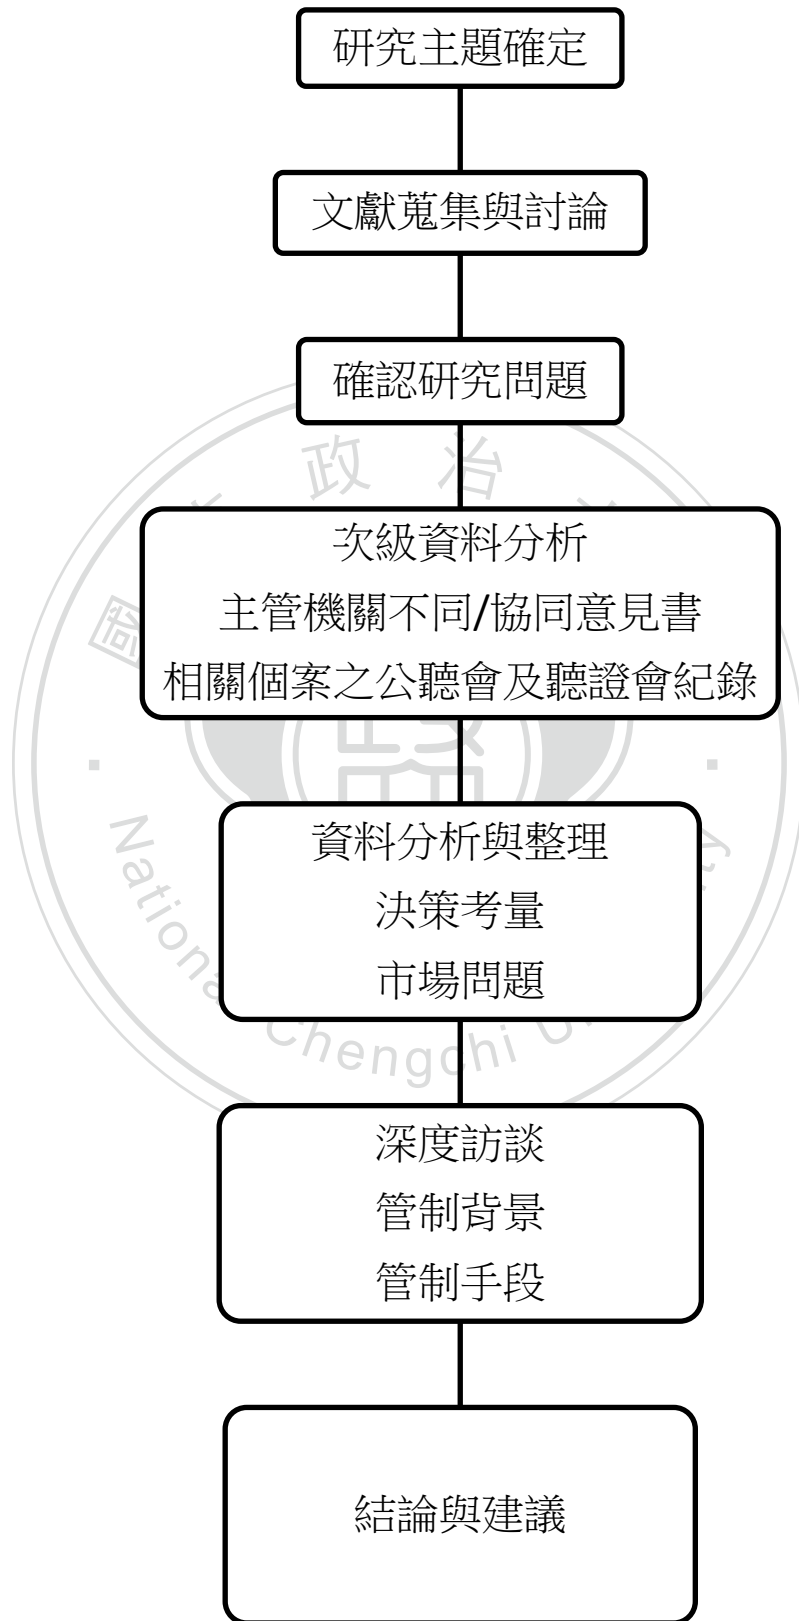 研究主題確定
文獻蒐集與討論
確認研究問題
政 治
國
次級資料分析
主管機關不同/協同意見書
相關個案之公聽會及聽證會紀錄
資料分析與整理
決策考量
市場問題
Chengchi
深度訪談
管制背景
管制手段
結論與建議